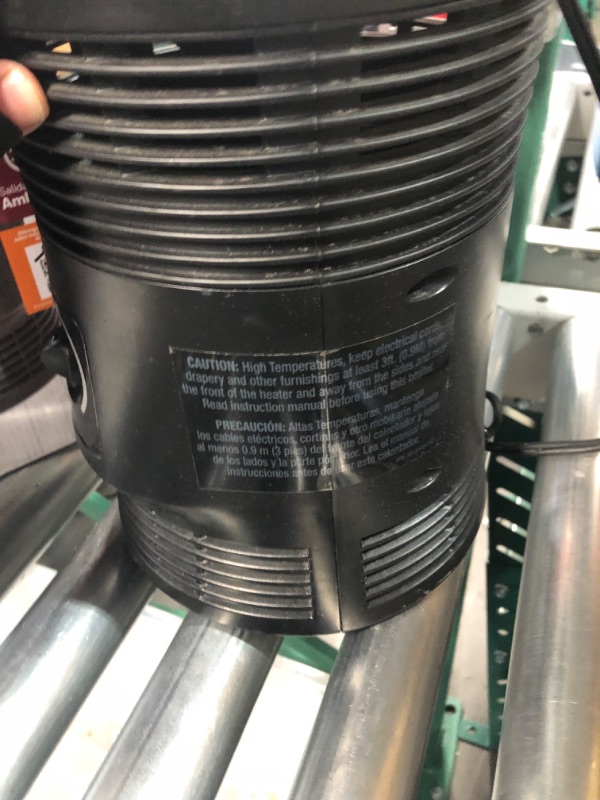 Salida
CAUTION: High Temperatures, keep electrical cords,
drapery and other furnishings at least 3ft. (0.9M) from
the front of the heater and away from the sides and rear.
Read instruction manual before using this heater.
PRECAUCIÓN: Altas Temperaturas, mantenga
los cables eléctricos, cortinas y otro mobiliario alejados
al menos 0.9 m (3 pies) del frente del calentador y lejos
de los lados y la parte posterior. Lea el manual de
instrucciones antes de usar este calentador.